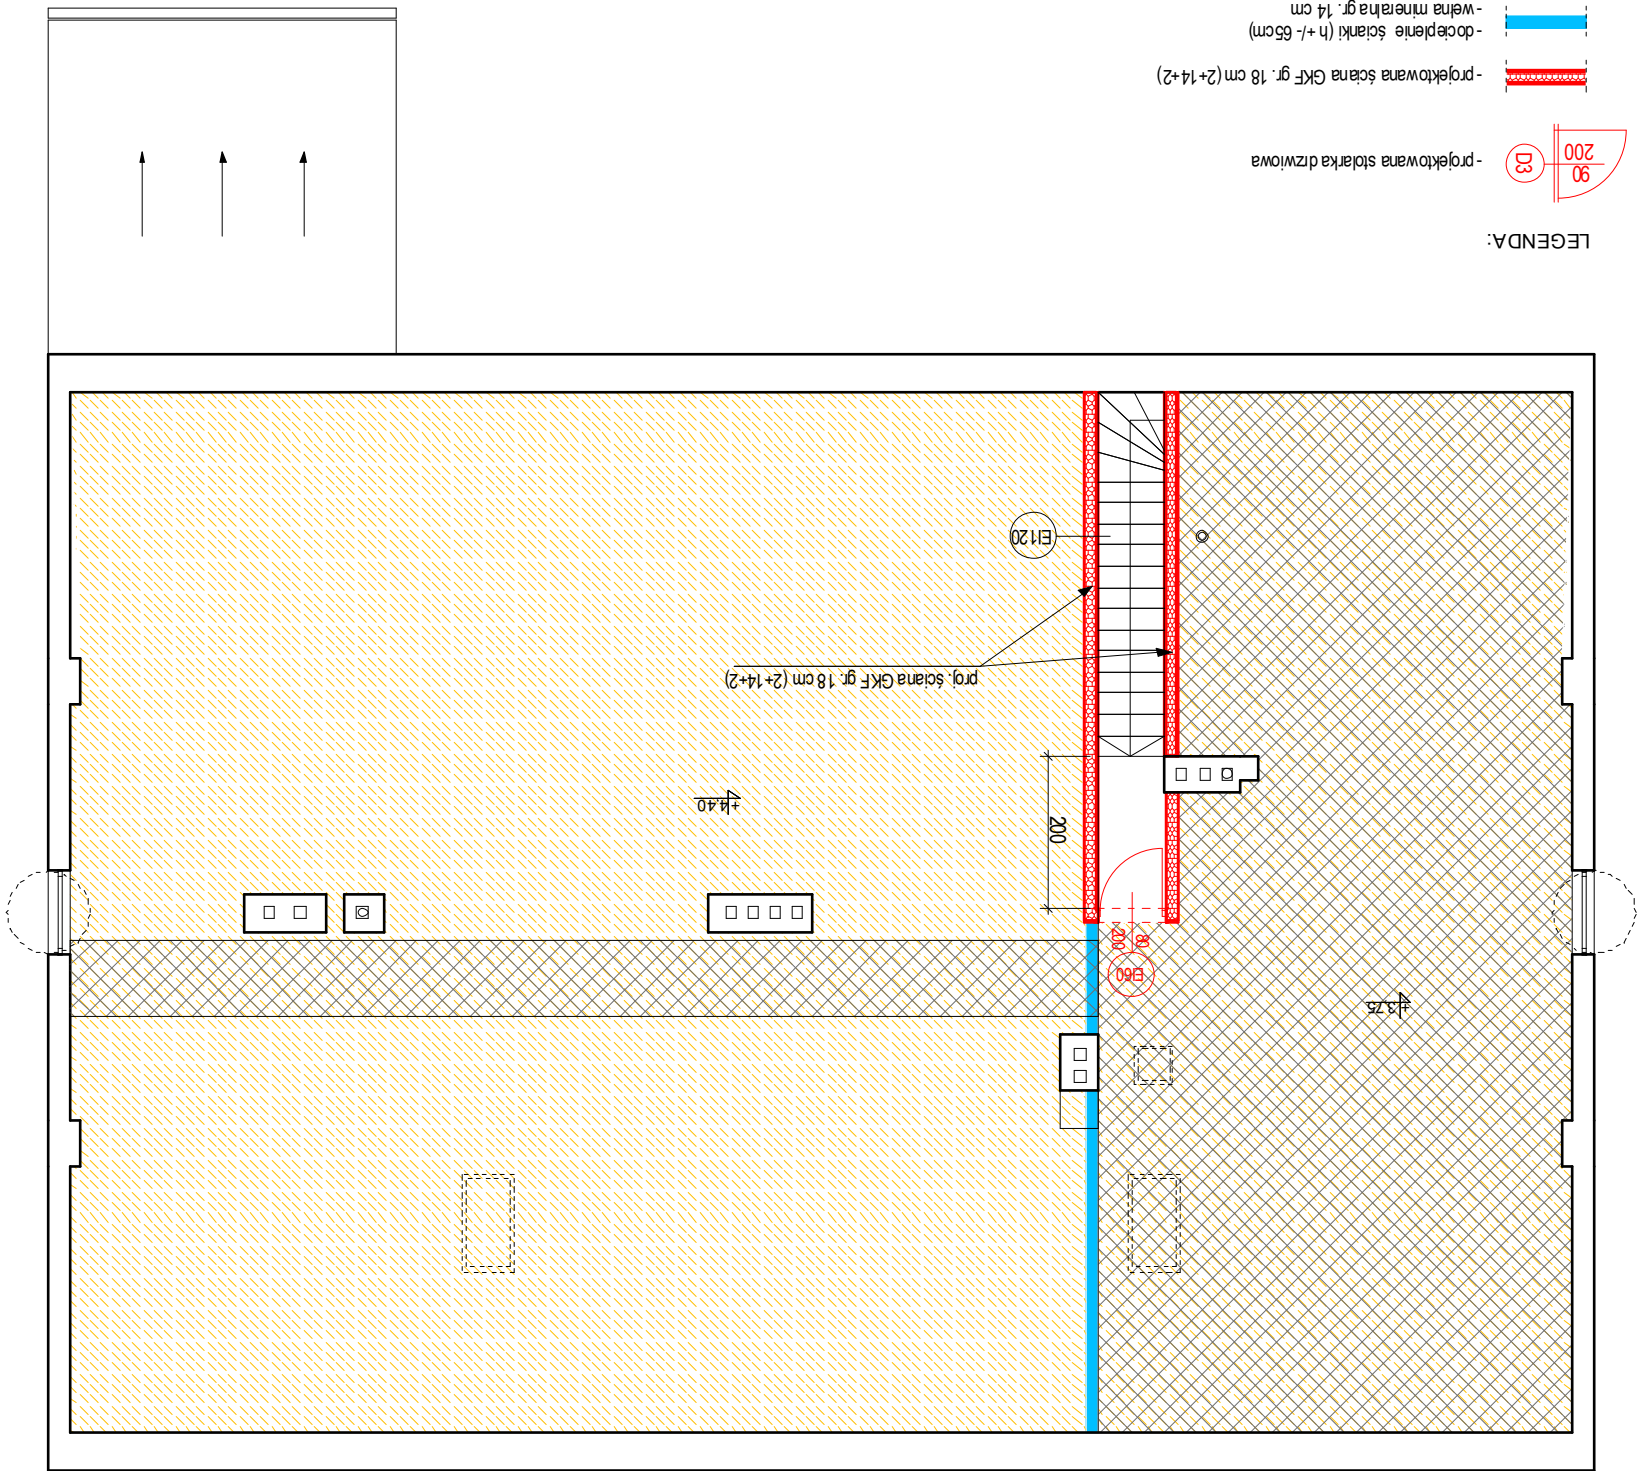 +3.75
EI60
80
200
200
+4.40
proj. ściana GKF gr. 18 cm (2+14+2)
EI120
LEGENDA:
D3
90
200
- projektowana stolarka drzwiowa
- projektowana ściana GKF gr. 18 cm (2+14+2)
- docieplenie ścianki (h +/- 65cm)
- wełna mineralna gr. 14 cm